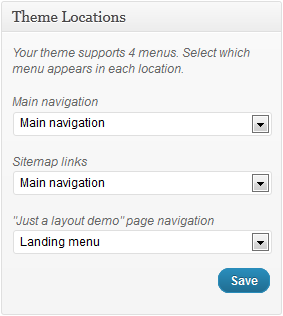 Theme Locations
Your theme supports 4 menus. Select which
menu appears in each location.
Main navigation
Main navigation
Sitemap links
Main navigation
"Just a layout demo" page navigation
Landing menu
Save